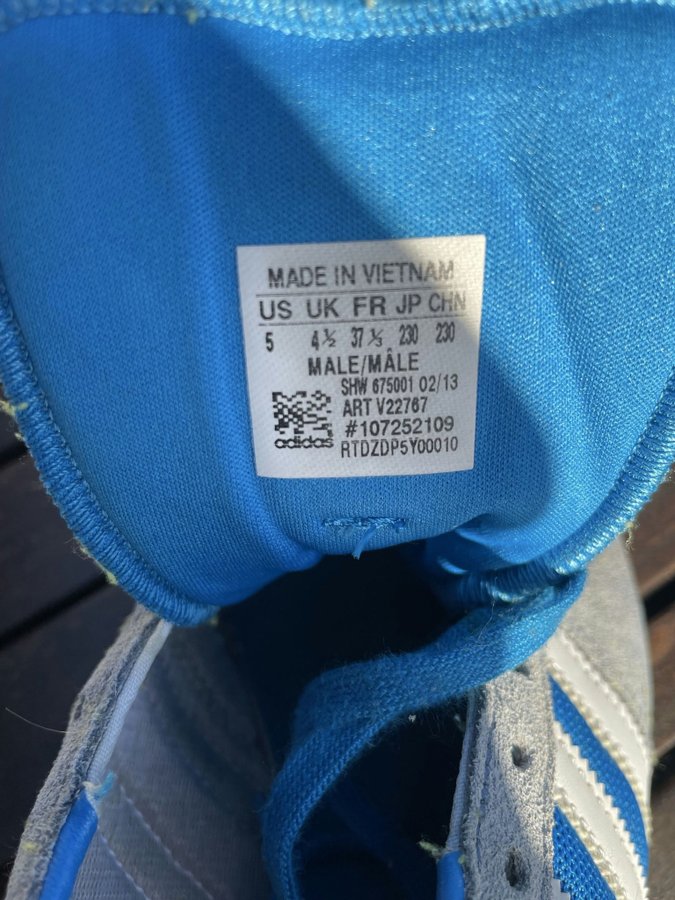 MADE IN VIETNAM
US UK FR JP CHN
5 4½ 37⅓ 230 230
MALE/MÂLE
SHW 675001 02/13
ART V22767
#107252109
adidas RTDZDP5Y00010